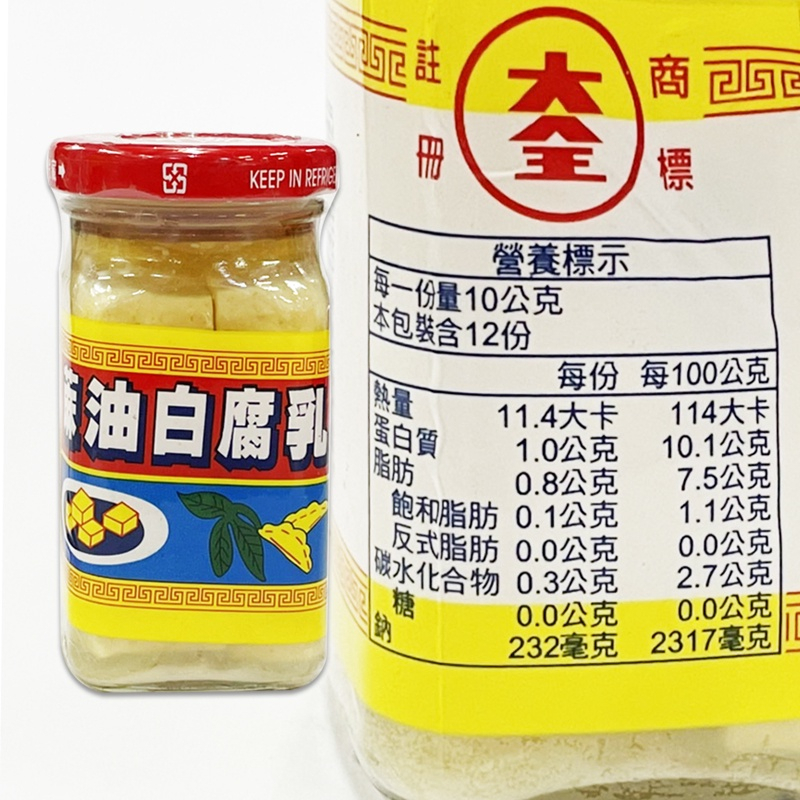 KEEP IN REFRIGE
麻油白腐乳
註冊
商標
大全
營養標示
每一份量10公克
本包裝含12份
每份 每100公克
熱量 11.4大卡 114大卡
蛋白質 1.0公克 10.1公克
脂肪 0.8公克 7.5公克
飽和脂肪 0.1公克 1.1公克
反式脂肪 0.0公克 0.0公克
碳水化合物 0.3公克 2.7公克
糖 0.0公克 0.0公克
鈉 232毫克 2317毫克